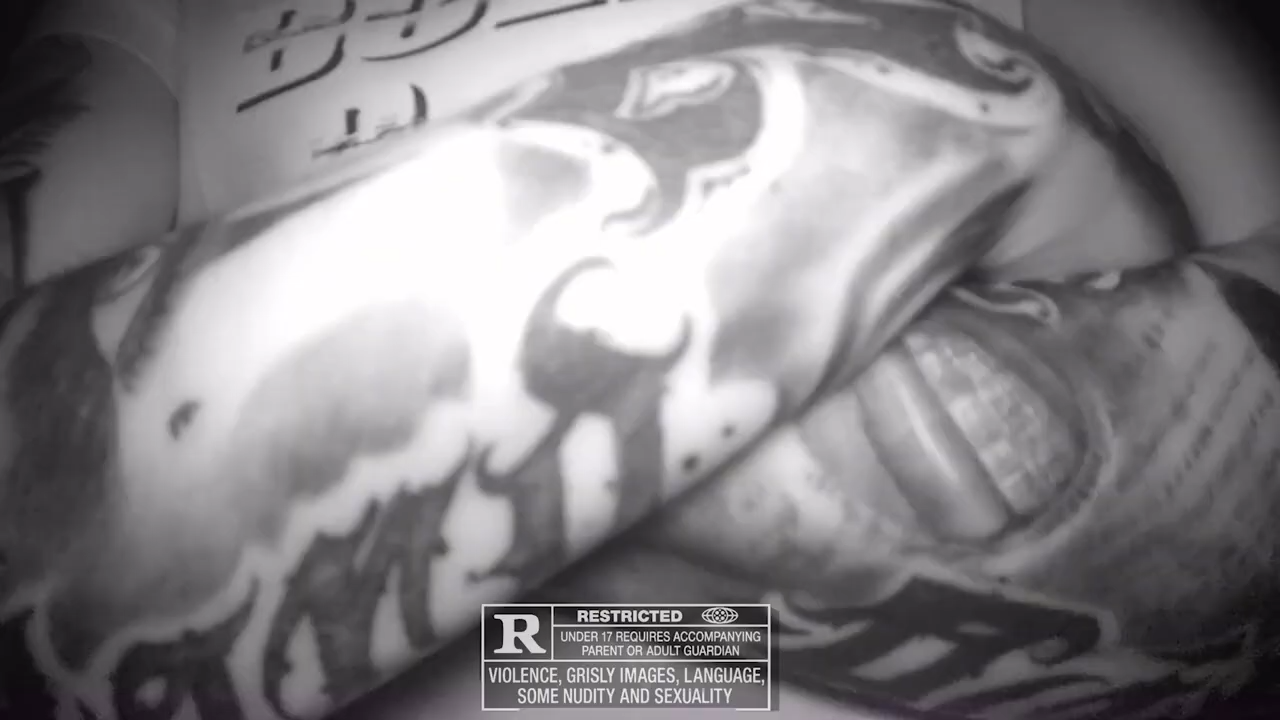 R
RESTRICTED
UNDER 17 REQUIRES ACCOMPANYING
PARENT OR ADULT GUARDIAN
VIOLENCE, GRISLY IMAGES, LANGUAGE,
SOME NUDITY AND SEXUALITY